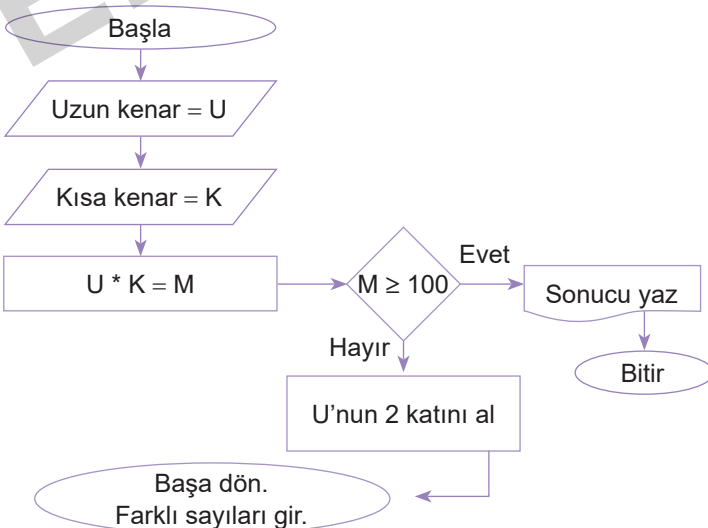 Başla
Uzun kenar = U
Kısa kenar = K
U * K = M
M ≥ 100
Evet
Sonucu yaz
Bitir
Hayır
U’nun 2 katını al
Başa dön.
Farklı sayıları gir.